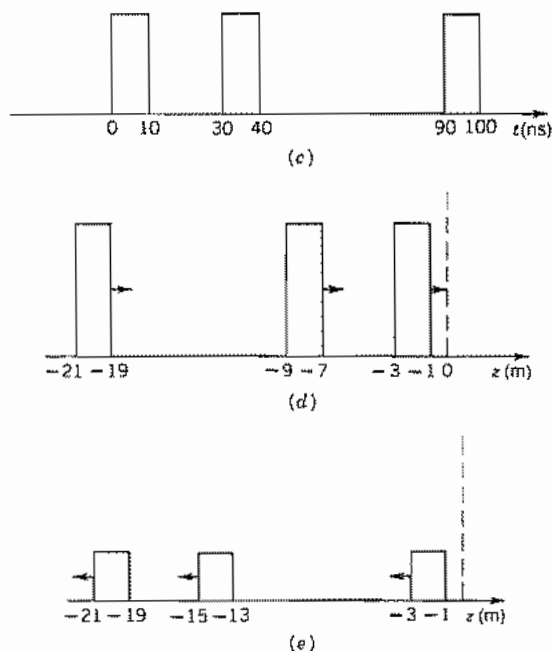 0 10 30 40 90 100 t(ns)
(c)
-21 -19 -9 -7 -3 -1 0 z(m)
(d)
-21 -19 -15 -13 -3 -1 z(m)
(e)